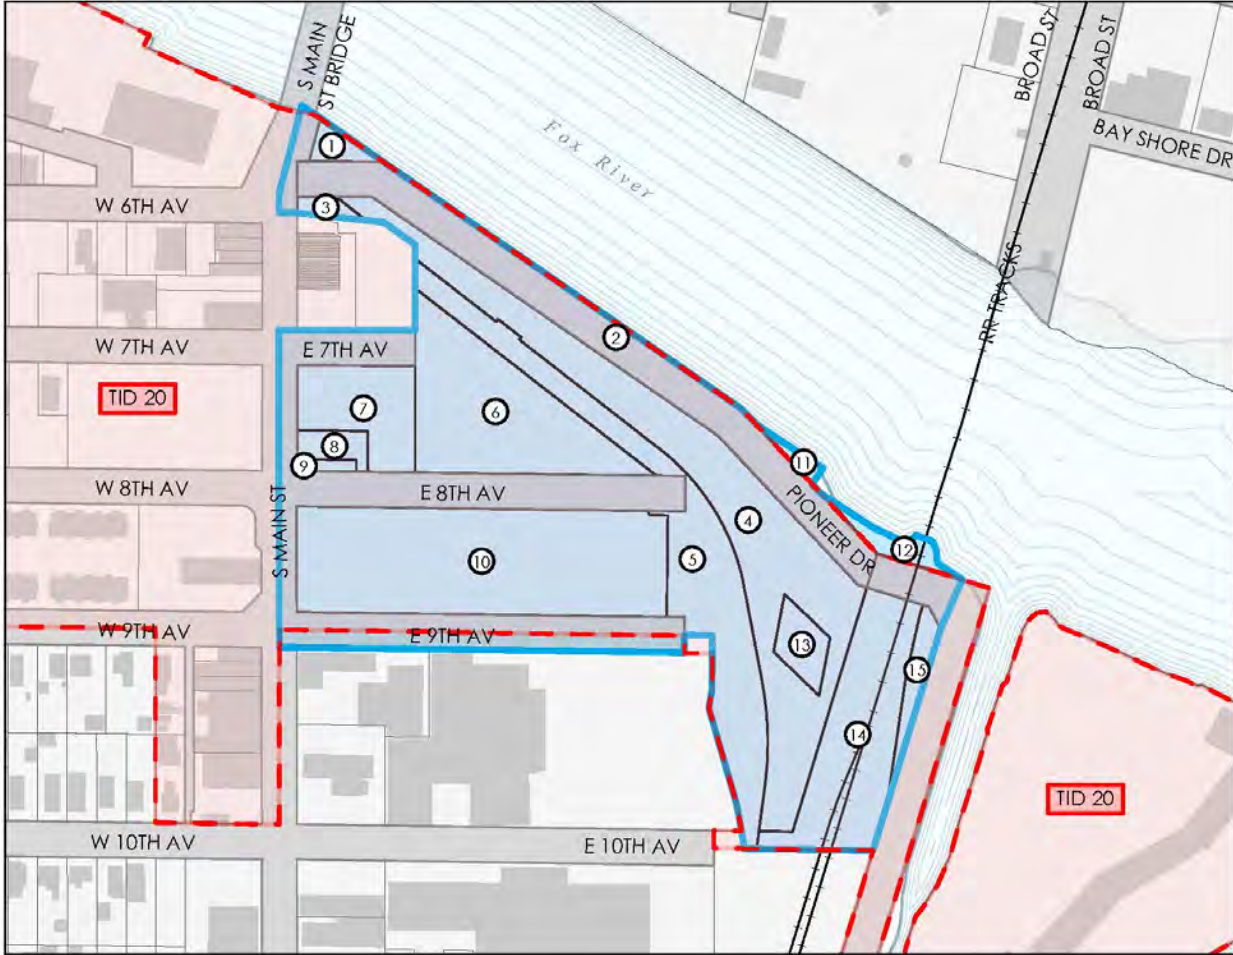 S MAIN
ST BRIDGE
BROAD ST
BROAD ST
BAY SHORE DR
Fox River
1
W 6TH AV
3
RR TRACKS
2
W 7TH AV
E 7TH AV
TID 20
7
6
8
9
11
W 8TH AV
E 8TH AV
PIONEER DR
4
S MAIN ST
12
10
5
W 9TH AV
E 9TH AV
13
15
14
TID 20
W 10TH AV
E 10TH AV